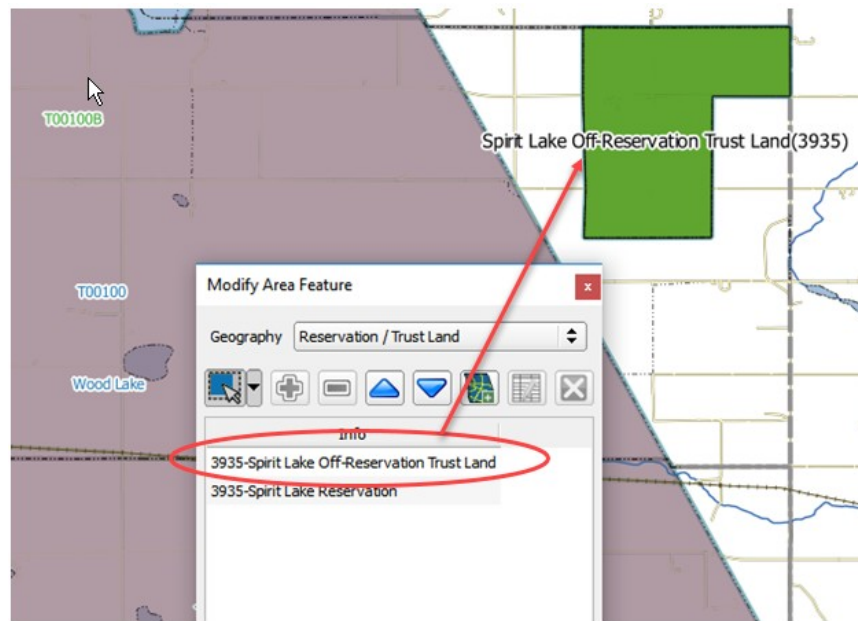 T00100B
Spirit Lake Off-Reservation Trust Land(3935)
T00100
Wood Lake
Modify Area Feature
x
Geography Reservation / Trust Land
Info
3935-Spirit Lake Off-Reservation Trust Land
3935-Spirit Lake Reservation